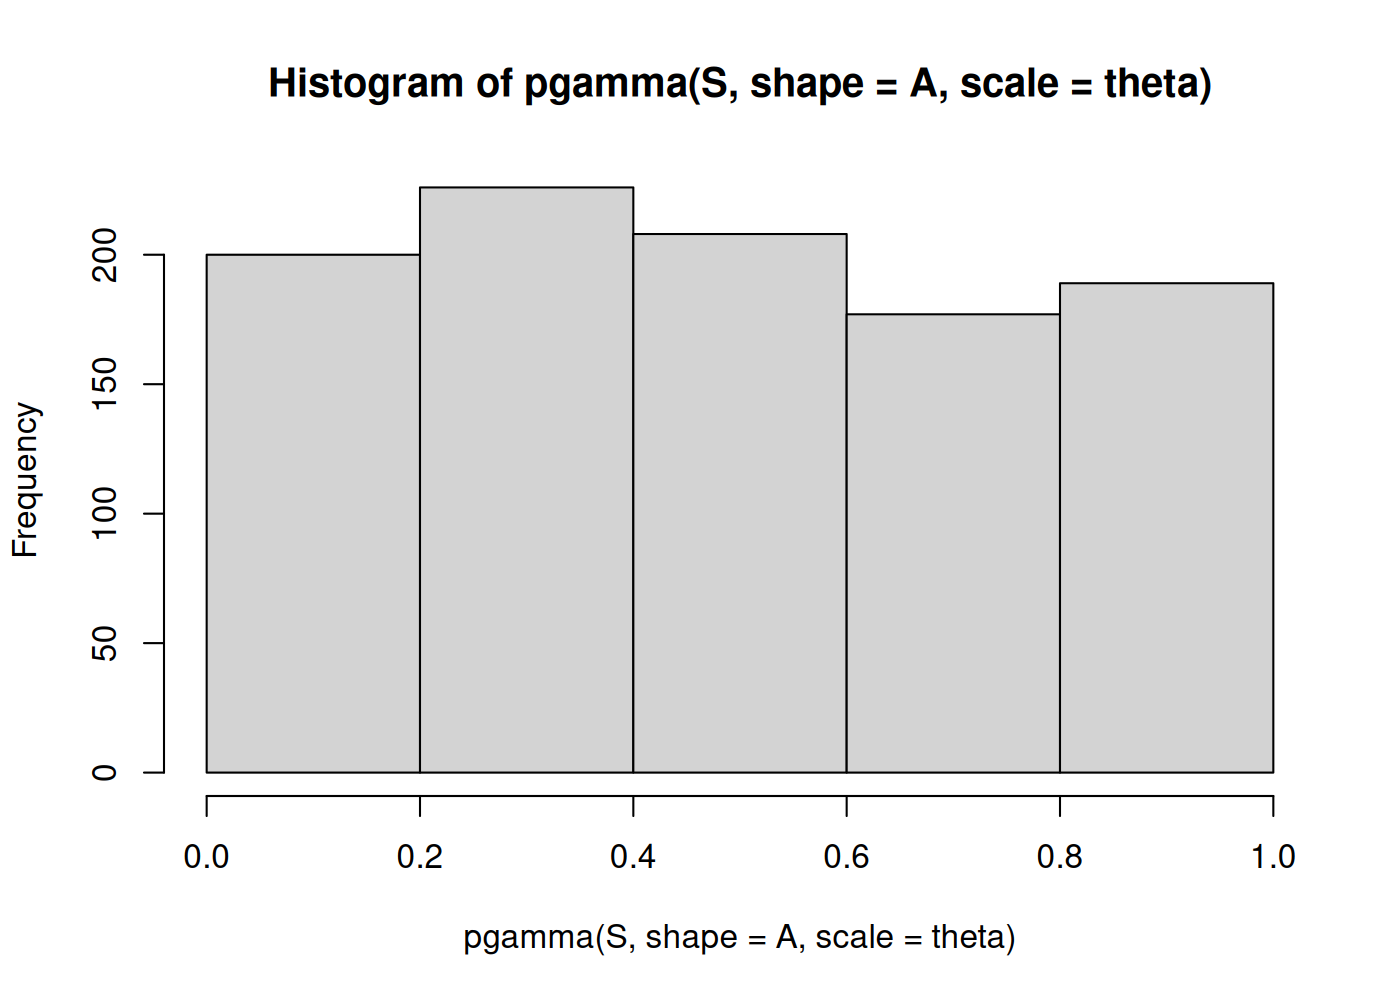 Histogram of pgamma(S, shape = A, scale = theta)
Frequency
200
150
100
50
0
0.0 0.2 0.4 0.6 0.8 1.0
pgamma(S, shape = A, scale = theta)